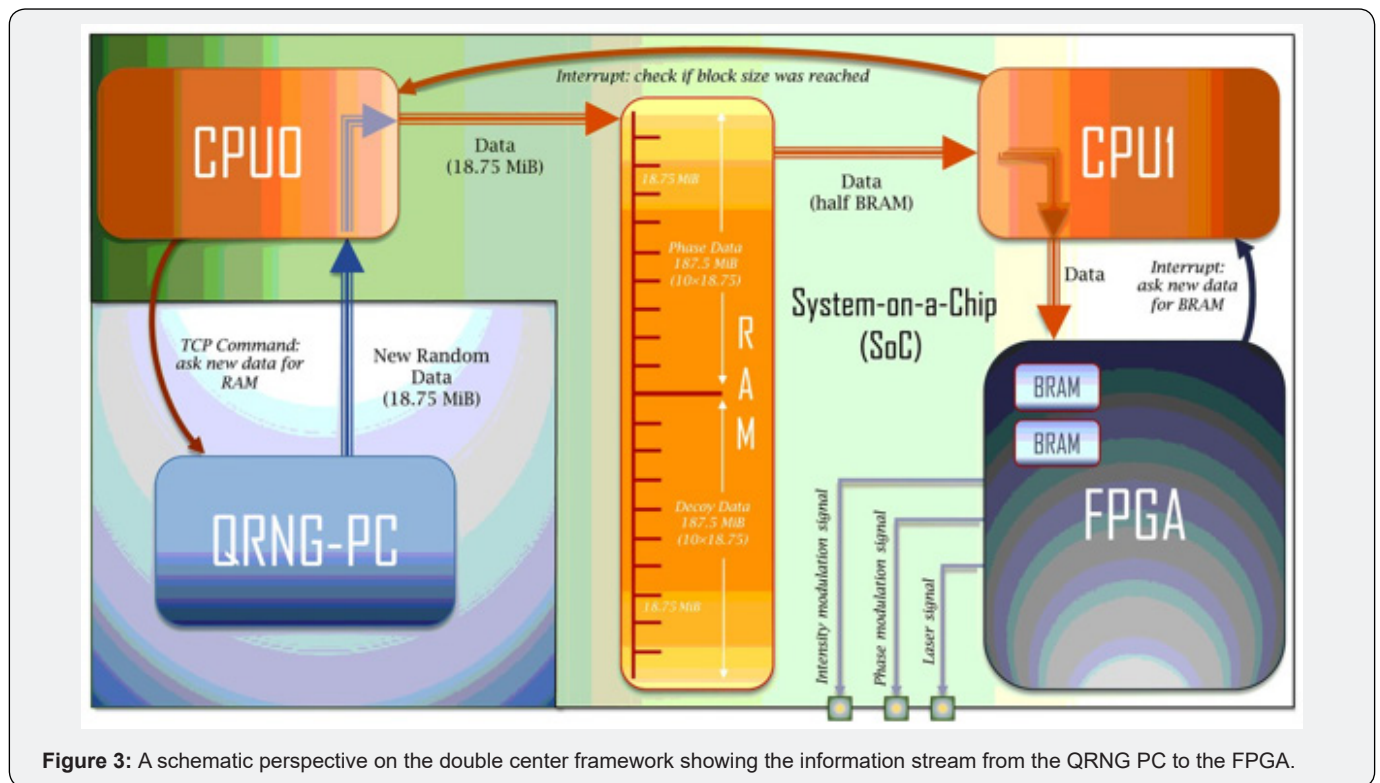 Interrupt: check if block size was reached
CPU0
Data
(18.75 MiB)
18.75 MiB
Phase Data
187.5 MiB
(10×18.75)
RAM
Decoy Data
187.5 MiB
(10×18.75)
18.75 MiB
Data
(half BRAM)
CPU1
Data
Interrupt:
ask new data
for BRAM
System-on-a-Chip
(SoC)
TCP Command:
ask new data for
RAM
New Random
Data
(18.75 MiB)
QRNG-PC
BRAM
BRAM
FPGA
Intensity modulation signal
Phase modulation signal
Laser signal
Figure 3: A schematic perspective on the double center framework showing the information stream from the QRNG PC to the FPGA.